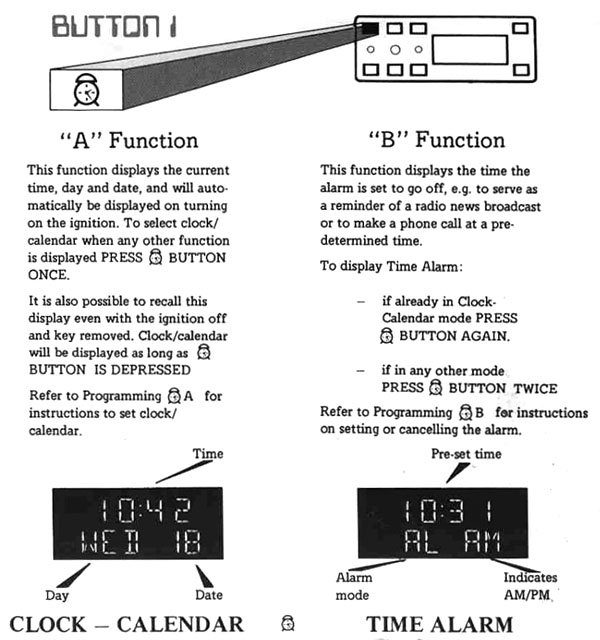 BUTTON 1
"A" Function
This function displays the current
time, day and date, and will auto-
matically be displayed on turning
on the ignition. To select clock/
calendar when any other function
is displayed PRESS BUTTON
ONCE.
It is also possible to recall this
display even with the ignition off
and key removed. Clock/calendar
will be displayed as long as
BUTTON IS DEPRESSED
Refer to Programming A for
instructions to set clock/
calendar.
Time
10:42
WED 18
Day
Date
CLOCK – CALENDAR
"B" Function
This function displays the time the
alarm is set to go off, e.g. to serve as
a reminder of a radio news broadcast
or to make a phone call at a pre-
determined time.
To display Time Alarm:
– if already in Clock-
Calendar mode PRESS
BUTTON AGAIN.
– if in any other mode
PRESS BUTTON TWICE
Refer to Programming B for instructions
on setting or cancelling the alarm.
Pre-set time
10:31
AL AM
Alarm
mode
Indicates
AM/PM.
TIME ALARM